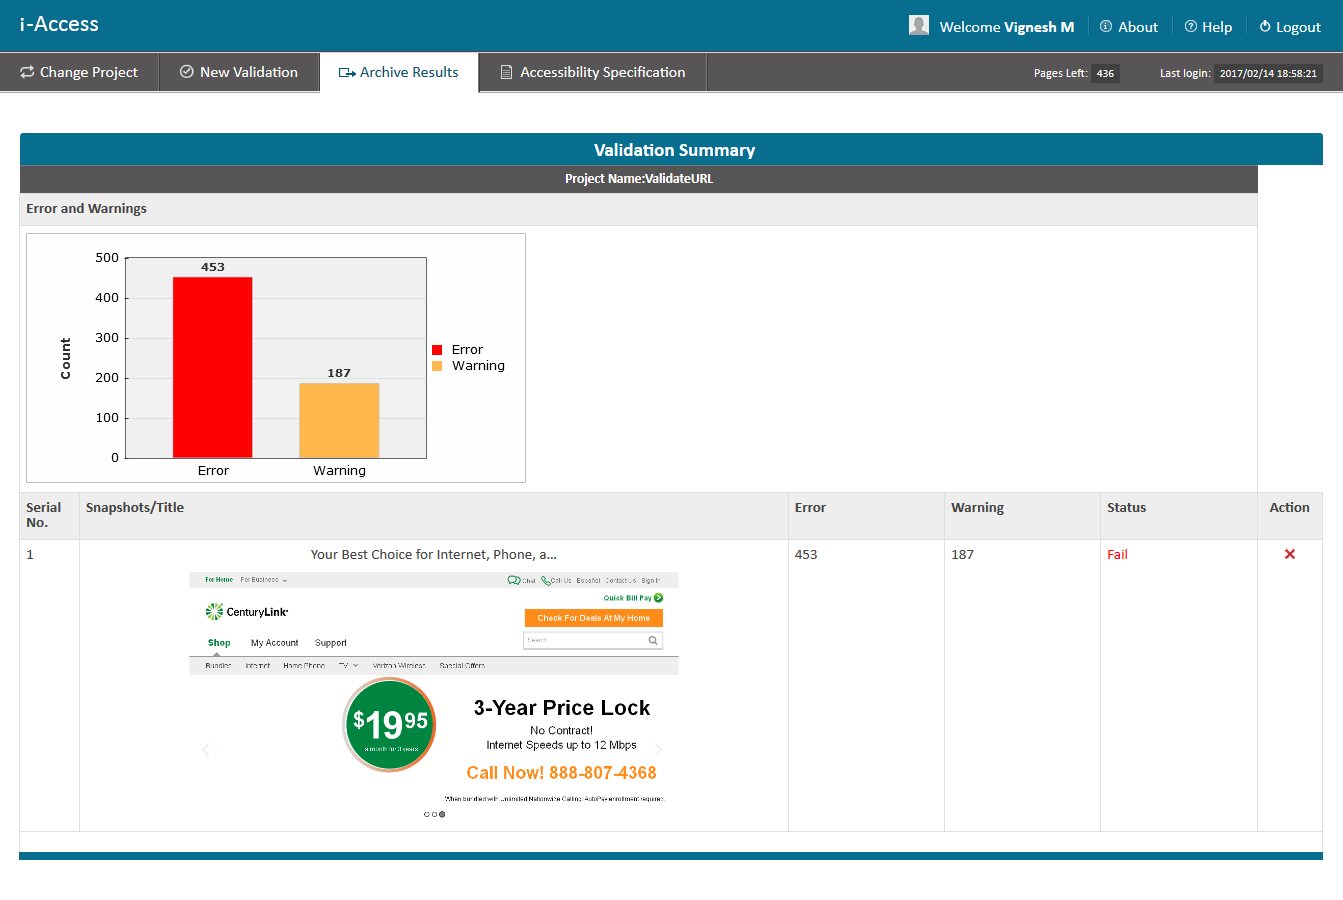 i-Access
Welcome Vignesh M
About
Help
Logout
Change Project
New Validation
Archive Results
Accessibility Specification
Pages Left: 436
Last login: 2017/02/14 18:58:21
Validation Summary
Project Name:ValidateURL
Error and Warnings
500
400
300
200
100
0
Count
453
187
Error
Warning
Error
Warning
Serial No.
Snapshots/Title
Error
Warning
Status
Action
1
Your Best Choice for Internet, Phone, a...
453
187
Fail
For Home For Business
Chat Call Us Español Contact Us Sign In
Quick Bill Pay
CenturyLink
Check For Deals At My Home
Search
Shop My Account Support
Bundles Internet Home Phone TV Verizon Wireless Special Offers
$19.95
a month for 3 years
3-Year Price Lock
No Contract!
Internet Speeds up to 12 Mbps
Call Now! 888-807-4368
When bundled with Unlimited Nationwide Calling. AutoPay enrollment required.